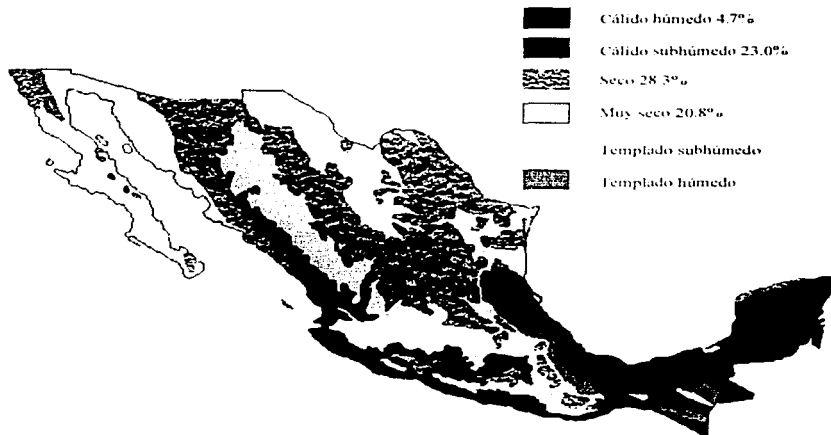 Cálido húmedo 4.7%
Cálido subhúmedo 23.0%
Seco 28.3%
Muy seco 20.8%
Templado subhúmedo
Templado húmedo